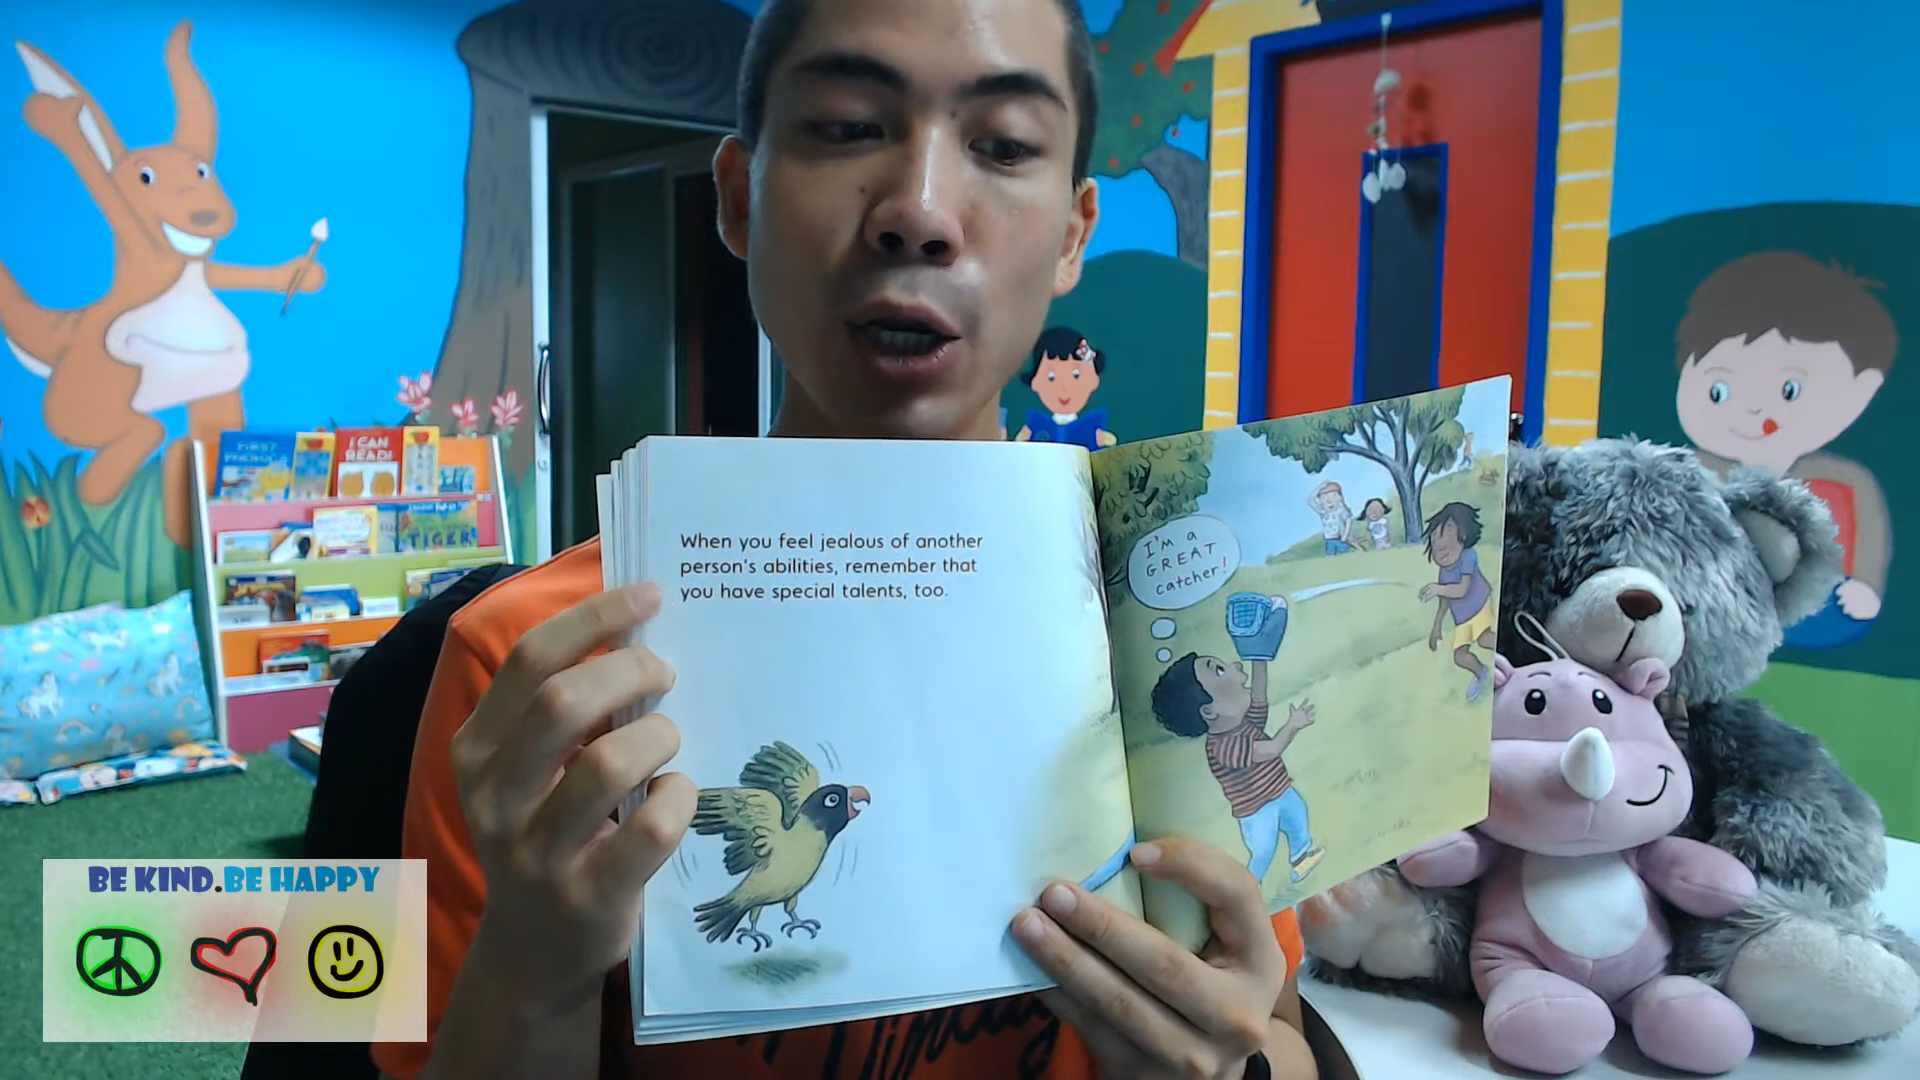 FIRST
PHONICS
I CAN
READ!
TIGER
When you feel jealous of another
person's abilities, remember that
you have special talents, too.
I'M a
GREAT
catcher!
BE KIND.BE HAPPY